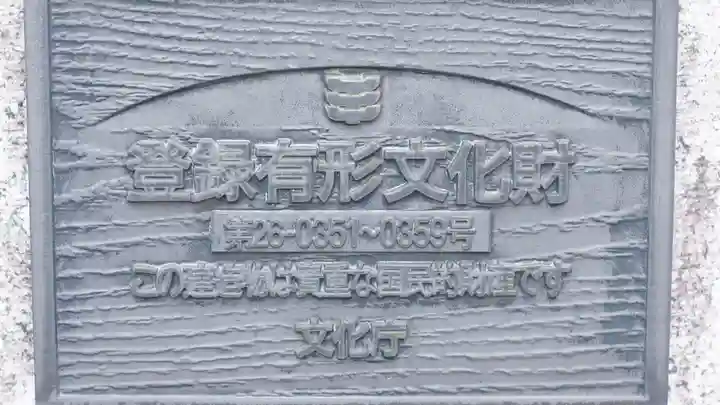 登録有形文化財
第26-0351~0359号
この建造物は貴重な国民的財産です
文化庁